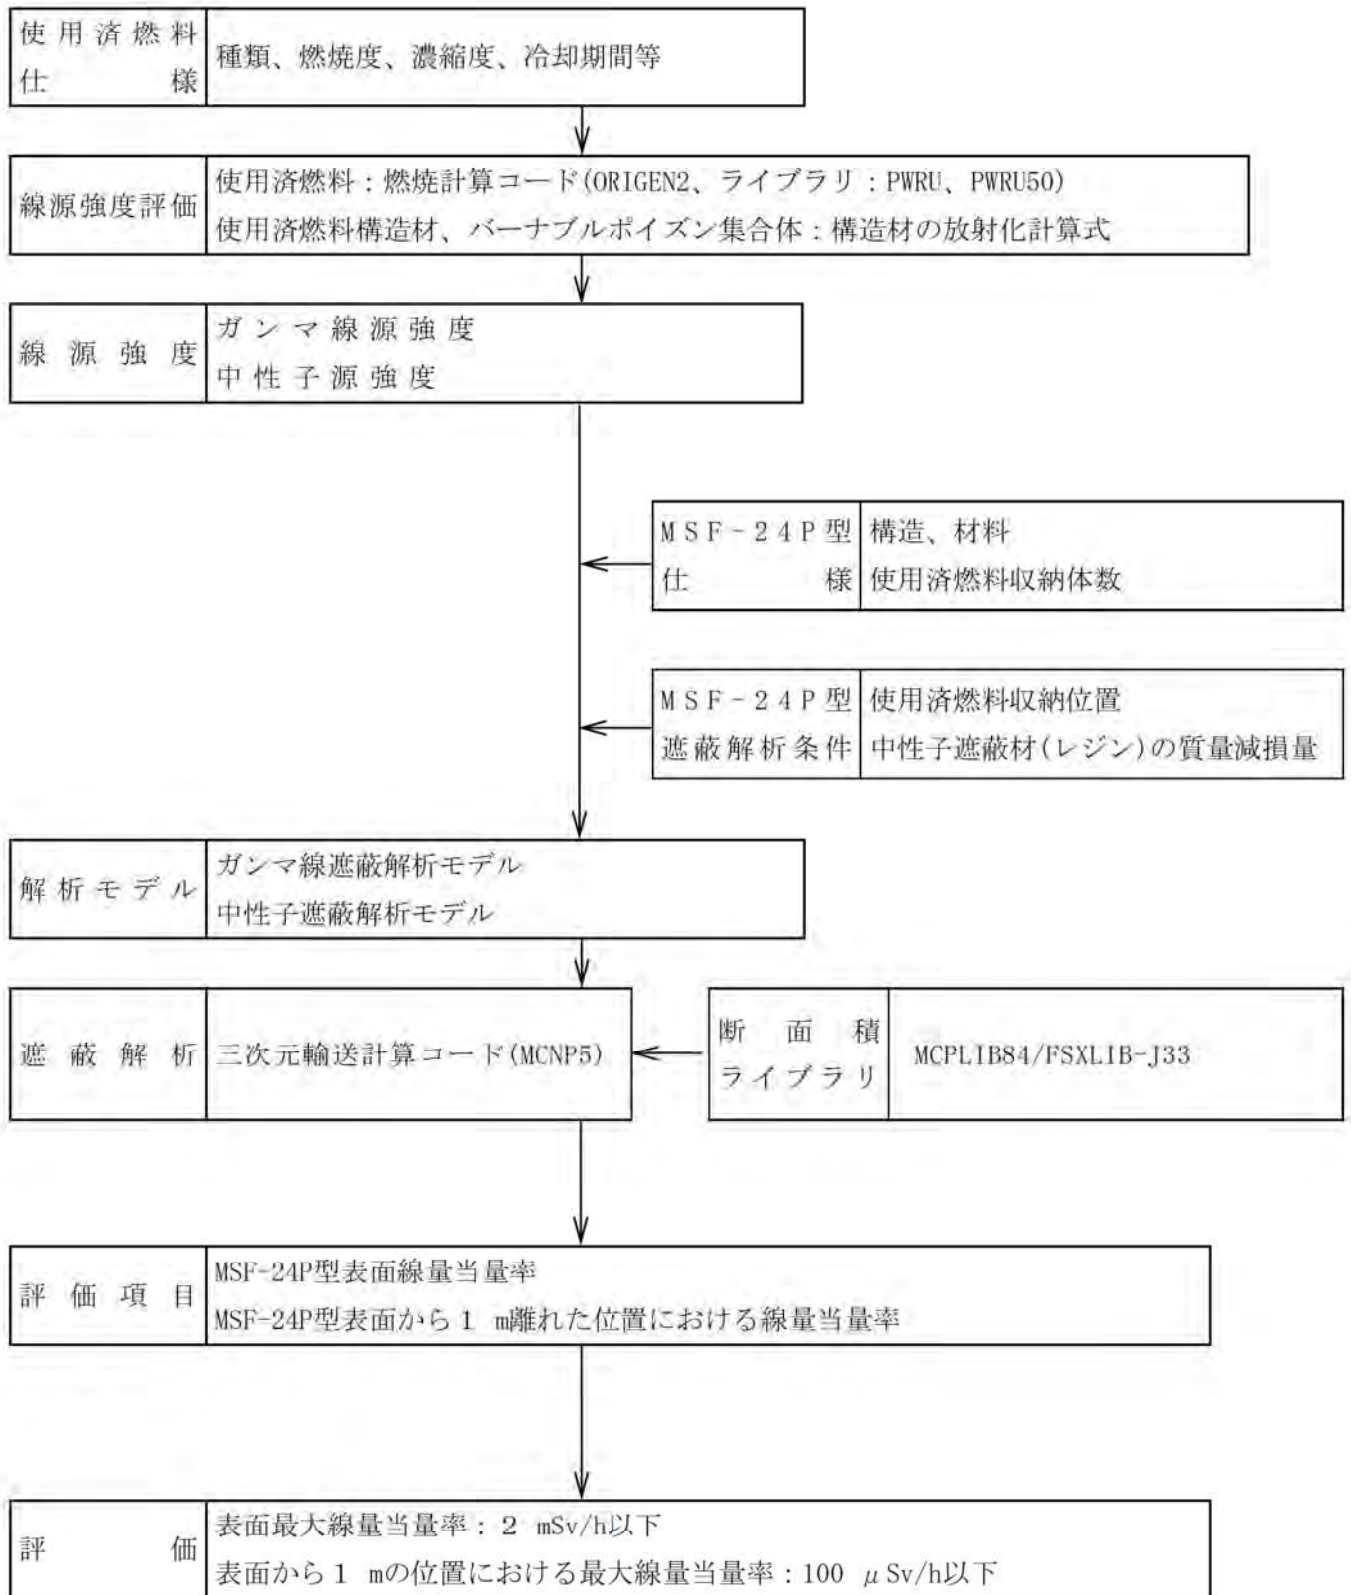 使用済燃料
仕様
種類、燃焼度、濃縮度、冷却期間等
線源強度評価
使用済燃料：燃焼計算コード(ORIGEN2、ライブラリ：PWRU、PWRU50)
使用済燃料構造材、バーナブルポイズン集合体：構造材の放射化計算式
線源強度
ガンマ線源強度
中性子源強度
MSF-24P型
仕様
構造、材料
使用済燃料収納体数
MSF-24P型
遮蔽解析条件
使用済燃料収納位置
中性子遮蔽材(レジン)の質量減損量
解析モデル
ガンマ線遮蔽解析モデル
中性子遮蔽解析モデル
遮蔽解析
三次元輸送計算コード(MCNP5)
断面積
ライブラリ
MCPLIB84/FSXLIB-J33
評価項目
MSF-24P型表面線量当量率
MSF-24P型表面から１ m離れた位置における線量当量率
評価
表面最大線量当量率：２ mSv/h以下
表面から１ mの位置における最大線量当量率：100 μSv/h以下